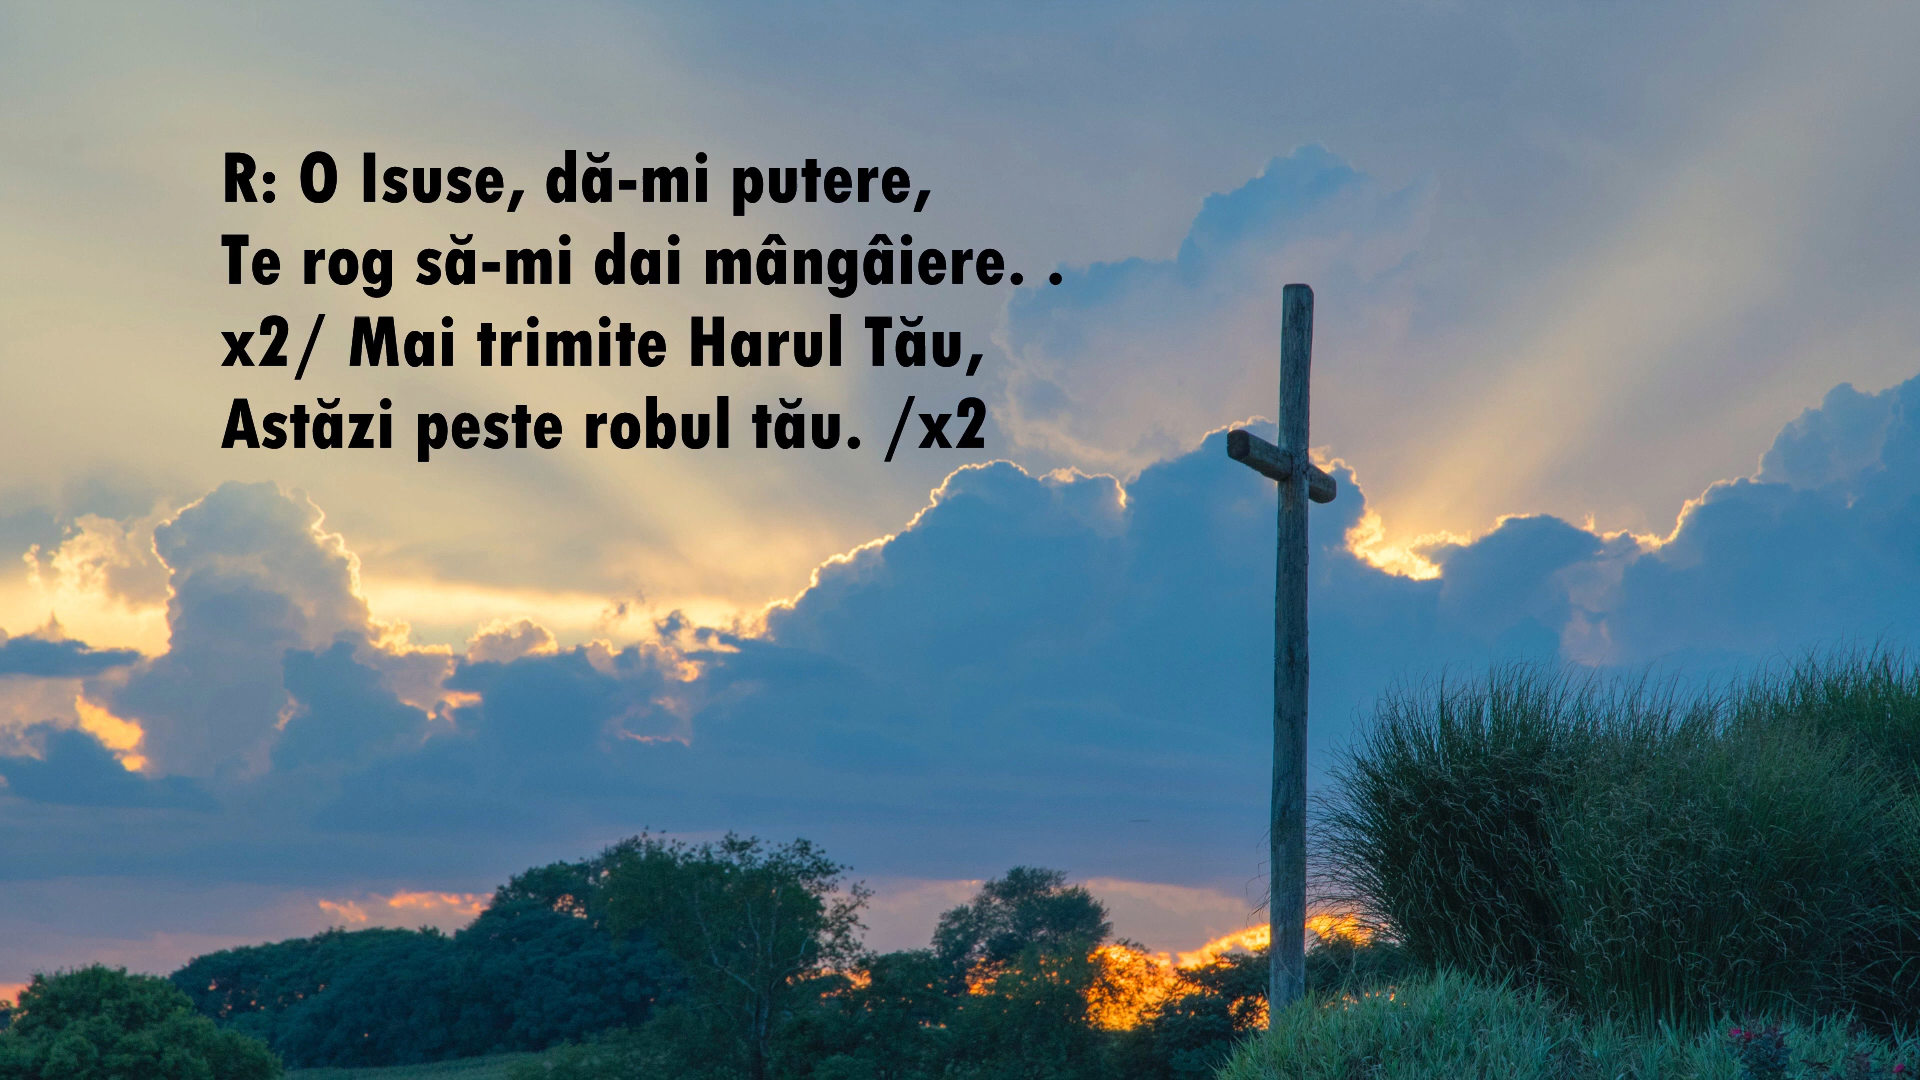 R: O Isuse, dă-mi putere,
Te rog să-mi dai mângâiere. .
x2/ Mai trimite Harul Tău,
Astăzi peste robul tău. /x2